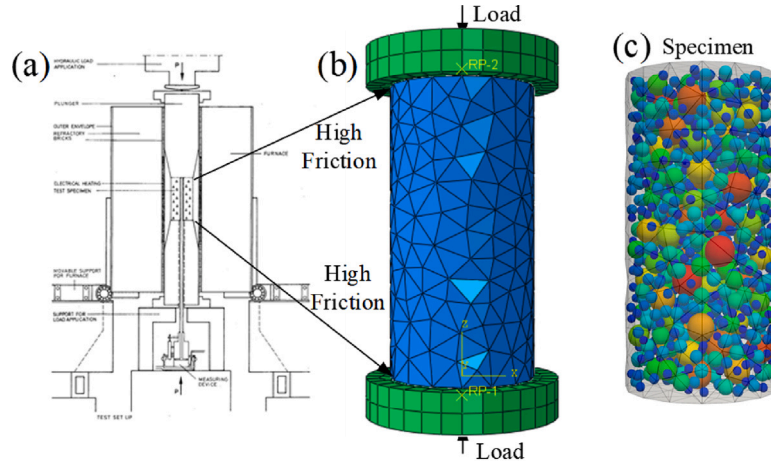 (a)
HYDRAULIC LOAD
APPLICATION
P
PLUNGER
OUTER ENVELOPE
REFRACTORY
BRICKS
FURNACE
ELECTRICAL HEATING
TEST SPECIMEN
MOVABLE SUPPORT
FOR FURNACE
SUPPORT FOR
LOAD APPLICATION
MEASURING
DEVICE
P
TEST SET UP
(b)
Load
RP-2
High
Friction
High
Friction
Z
Y
X
RP-1
Load
(c)
Specimen